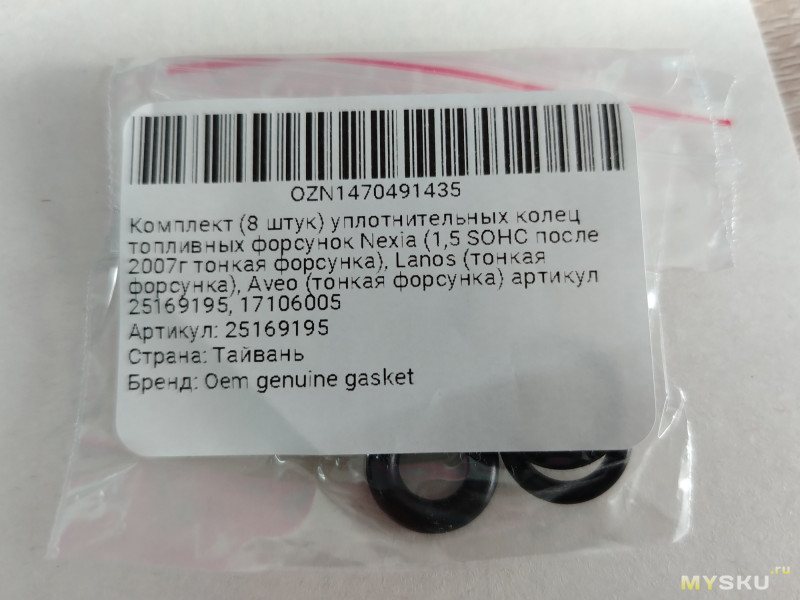 OZN1470491435
Комплект (8 штук) уплотнительных колец
топливных форсунок Nexia (1,5 SOHC после
2007г тонкая форсунка), Lanos (тонкая
форсунка), Aveo (тонкая форсунка) артикул
25169195, 17106005
Артикул: 25169195
Страна: Тайвань
Бренд: Oem genuine gasket
MYSKU.ru